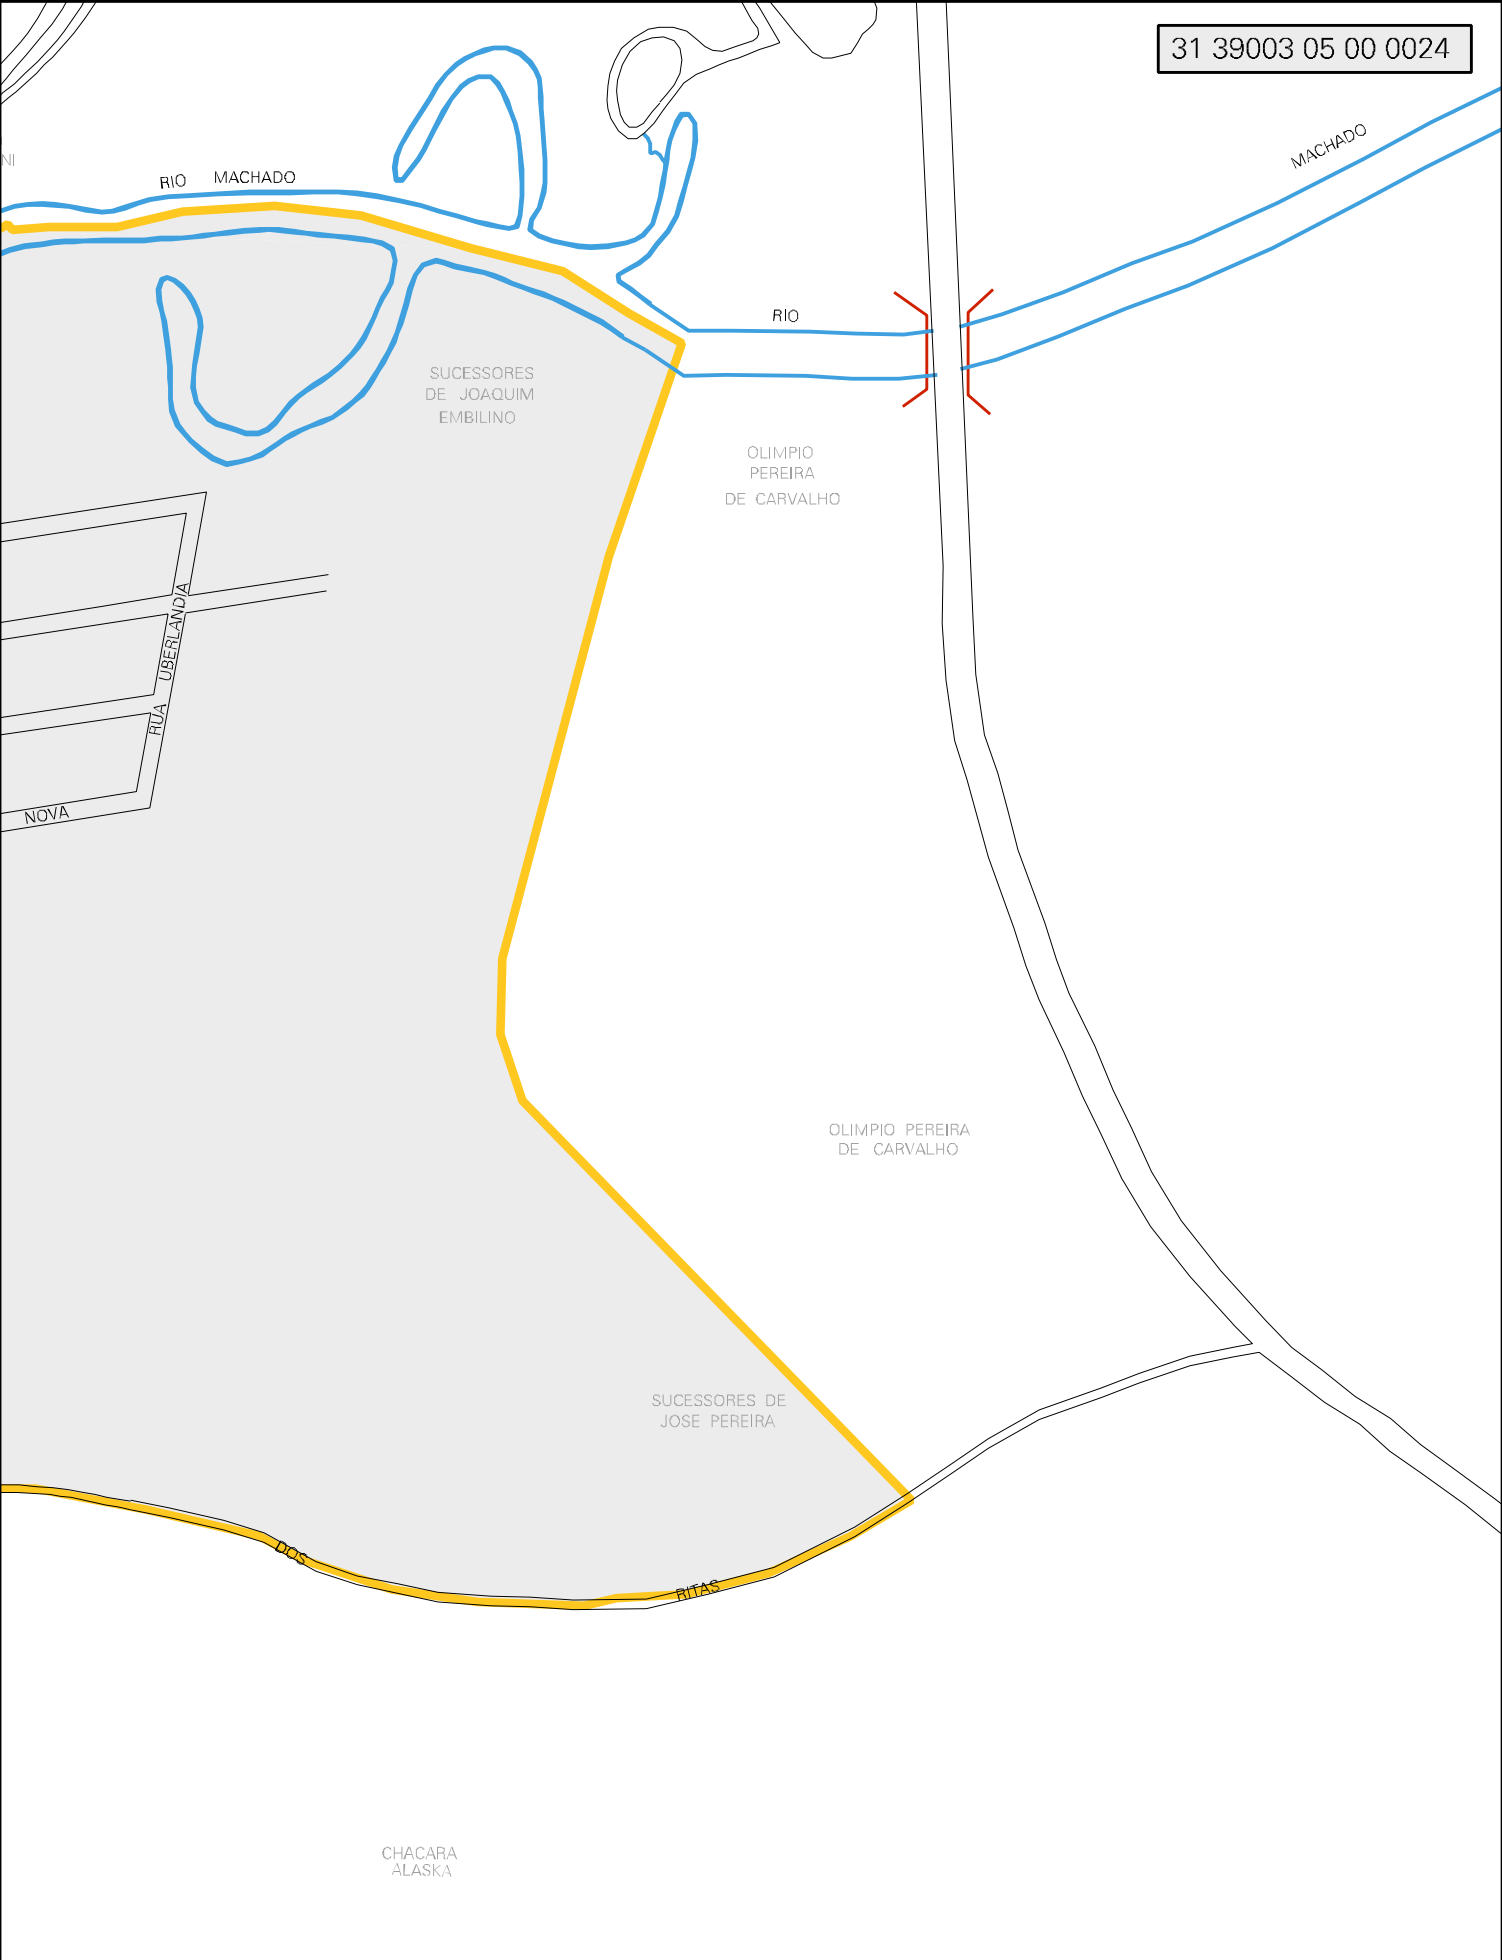 31 39003 05 00 0024
MACHADO
NI
RIO MACHADO
RIO
SUCESSORES
DE JOAQUIM
EMBILINO
OLIMPIO
PEREIRA
DE CARVALHO
RUA UBERLANDIA
NOVA
OLIMPIO PEREIRA
DE CARVALHO
SUCESSORES DE
JOSE PEREIRA
DOS RITAS
CHACARA
ALASKA